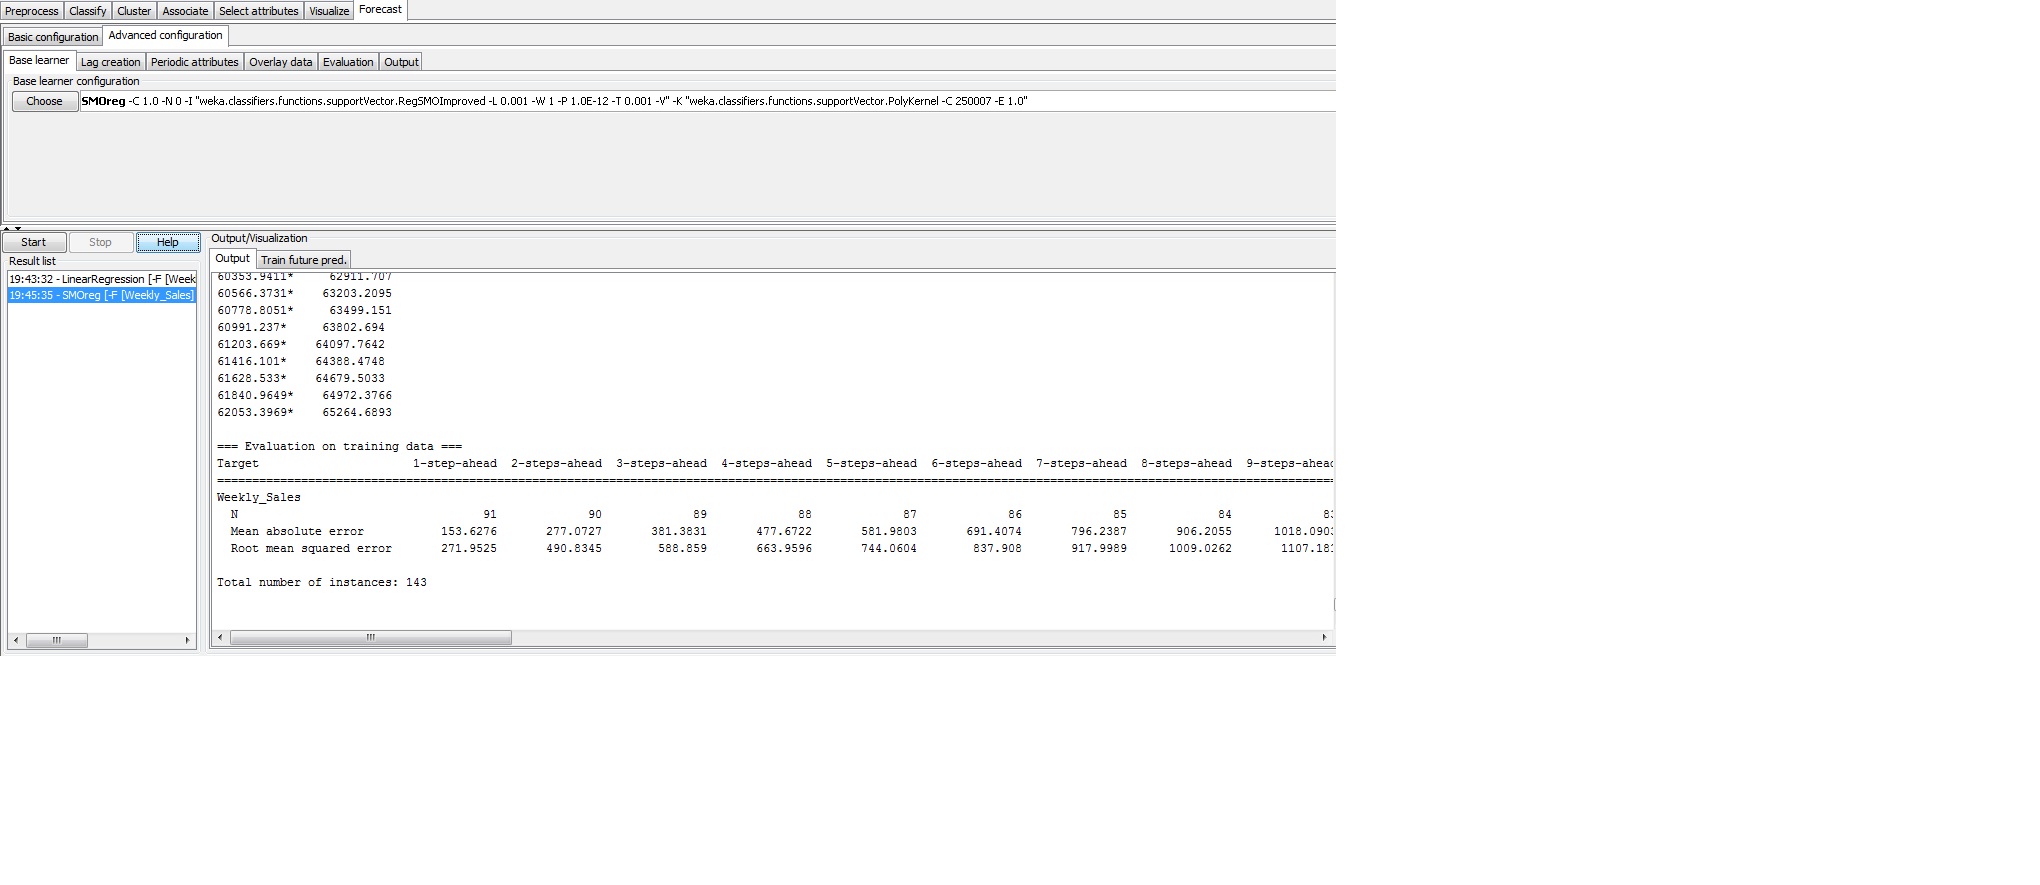 Preprocess Classify Cluster Associate Select attributes Visualize Forecast
Basic configuration Advanced configuration
Base learner Lag creation Periodic attributes Overlay data Evaluation Output
Base learner configuration
Choose SMOreg -C 1.0 -N 0 -I "weka.classifiers.functions.supportVector.RegSMOImproved -L 0.001 -W 1 -P 1.0E-12 -T 0.001 -V" -K "weka.classifiers.functions.supportVector.PolyKernel -C 250007 -E 1.0"
Start Stop Help
Result list
19:43:32 - LinearRegression [-F [Week
19:45:35 - SMOreg [-F [Weekly_Sales]
Output/Visualization
Output Train future pred.
60353.9411* 62911.707
60566.3731* 63203.2095
60778.8051* 63499.151
60991.237* 63802.694
61203.669* 64097.7642
61416.101* 64388.4748
61628.533* 64679.5033
61840.9649* 64972.3766
62053.3969* 65264.6893
=== Evaluation on training data ===
Target 1-step-ahead 2-steps-ahead 3-steps-ahead 4-steps-ahead 5-steps-ahead 6-steps-ahead 7-steps-ahead 8-steps-ahead 9-steps-ahead
Weekly_Sales
N 91 90 89 88 87 86 85 84 83
Mean absolute error 153.6276 277.0727 381.3831 477.6722 581.9803 691.4074 796.2387 906.2055 1018.090
Root mean squared error 271.9525 490.8345 588.859 663.9596 744.0604 837.908 917.9989 1009.0262 1107.18
Total number of instances: 143